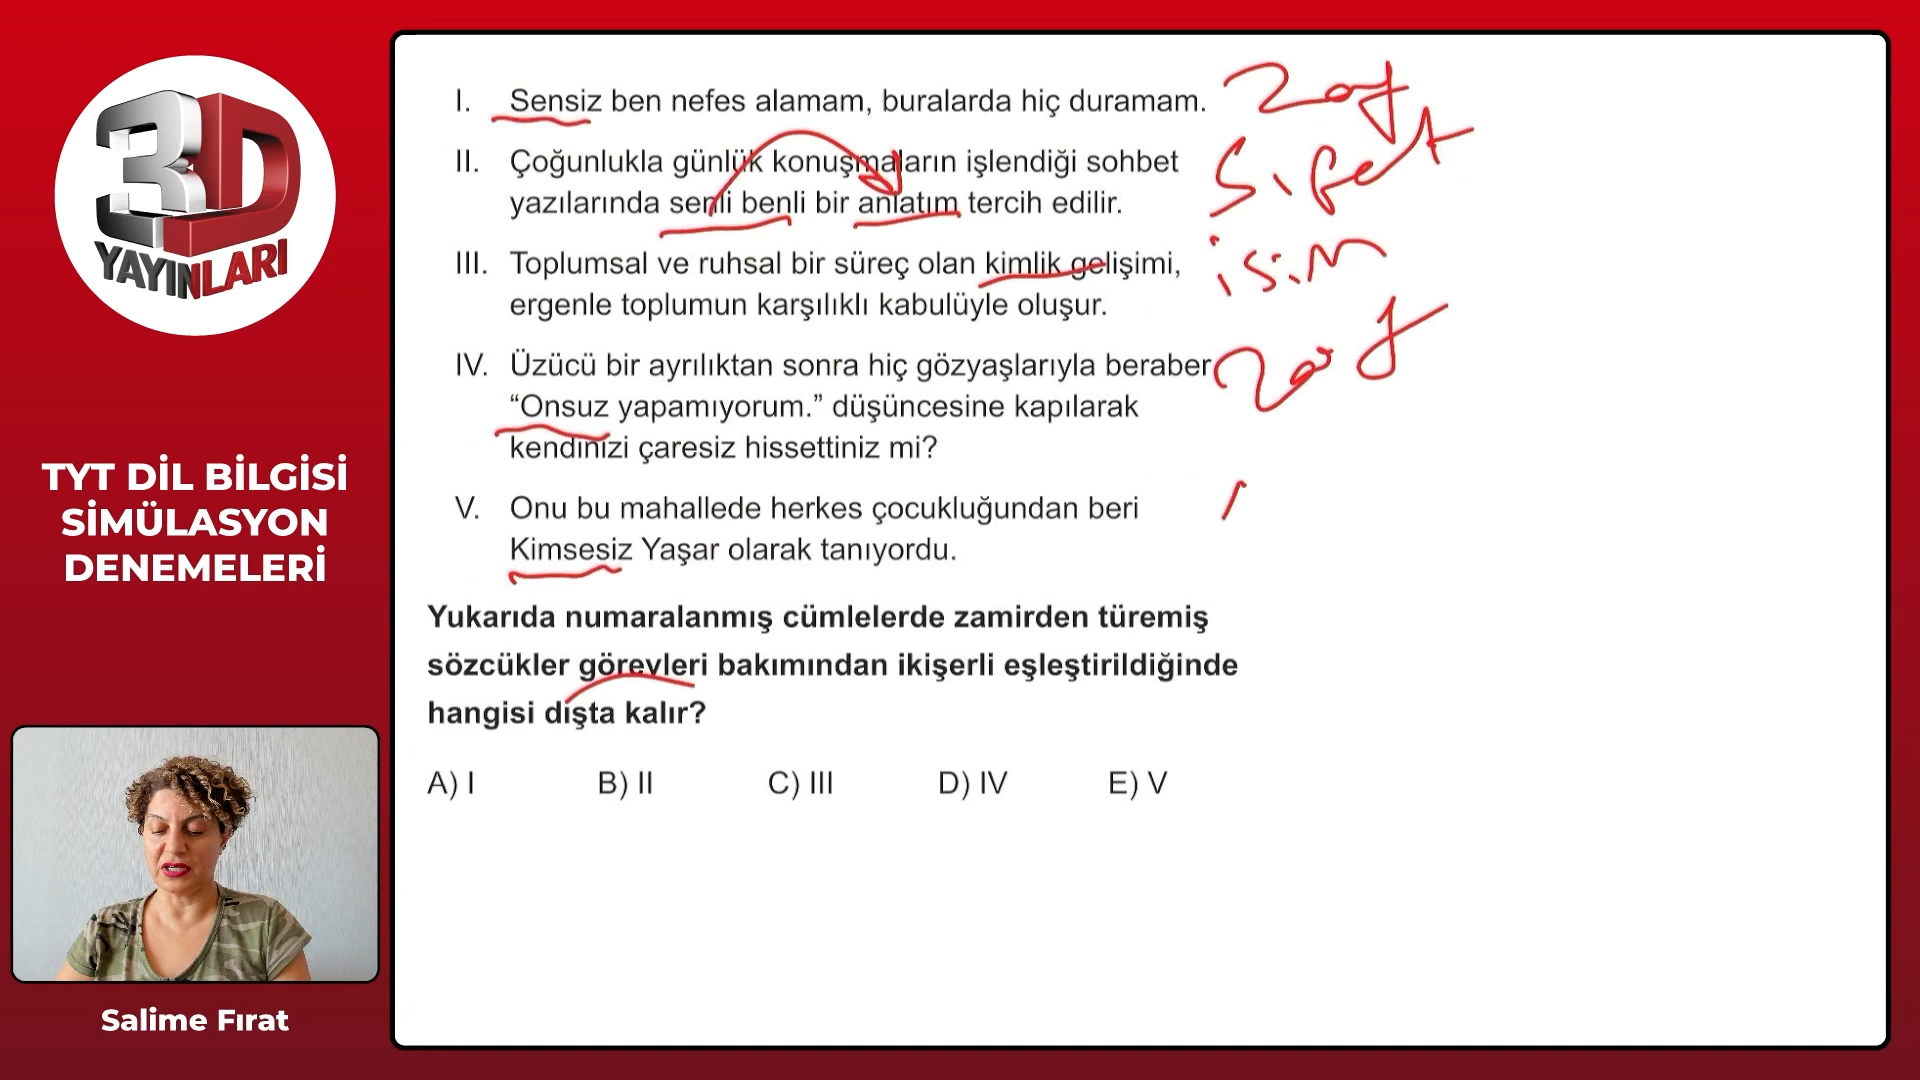 3D
YAYINLARI
TYT DİL BİLGİSİ
SİMÜLASYON
DENEMELERİ
Salime Fırat
I. Sensiz ben nefes alamam, buralarda hiç duramam.
zarf
II. Çoğunlukla günlük konuşmaların işlendiği sohbet
yazılarında senli benli bir anlatım tercih edilir.
sıfat
III. Toplumsal ve ruhsal bir süreç olan kimlik gelişimi,
ergenle toplumun karşılıklı kabulüyle oluşur.
isim
IV. Üzücü bir ayrılıktan sonra hiç gözyaşlarıyla beraber
“Onsuz yapamıyorum.” düşüncesine kapılarak
kendinizi çaresiz hissettiniz mi?
zarf
V. Onu bu mahallede herkes çocukluğundan beri
Kimsesiz Yaşar olarak tanıyordu.
Yukarıda numaralanmış cümlelerde zamirden türemiş
sözcükler görevleri bakımından ikişerli eşleştirildiğinde
hangisi dışta kalır?
A) I B) II C) III D) IV E) V